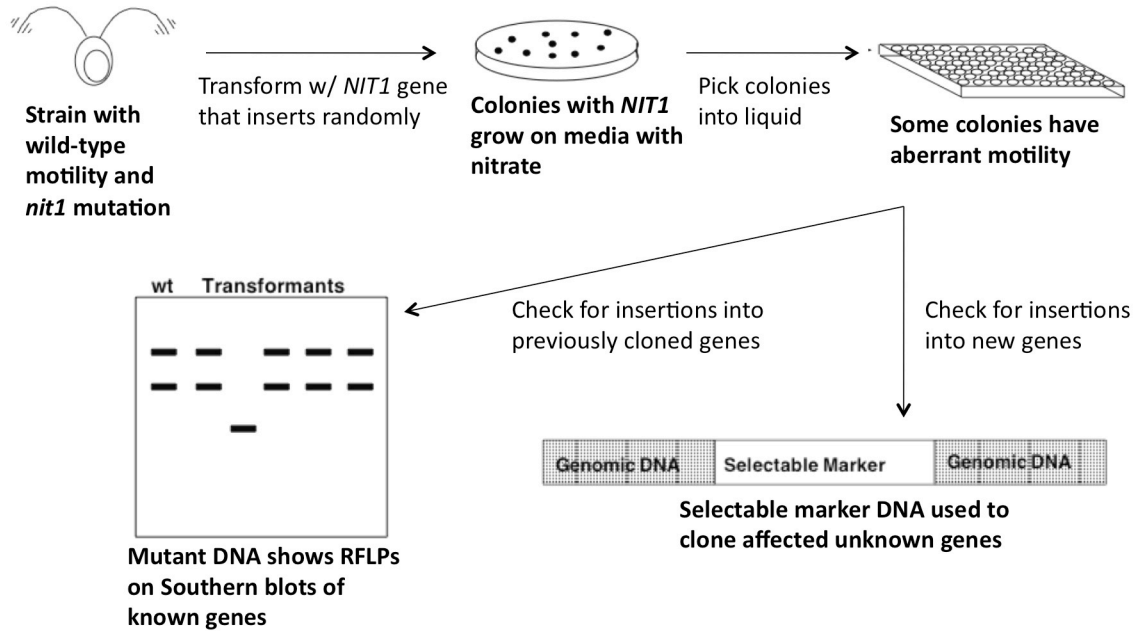 Strain with
wild-type
motility and
nit1 mutation
Transform w/ NIT1 gene
that inserts randomly
Colonies with NIT1
grow on media with
nitrate
Pick colonies
into liquid
Some colonies have
aberrant motility
wt Transformants
Check for insertions into
previously cloned genes
Check for insertions
into new genes
Genomic DNA Selectable Marker Genomic DNA
Selectable marker DNA used to
clone affected unknown genes
Mutant DNA shows RFLPs
on Southern blots of
known genes